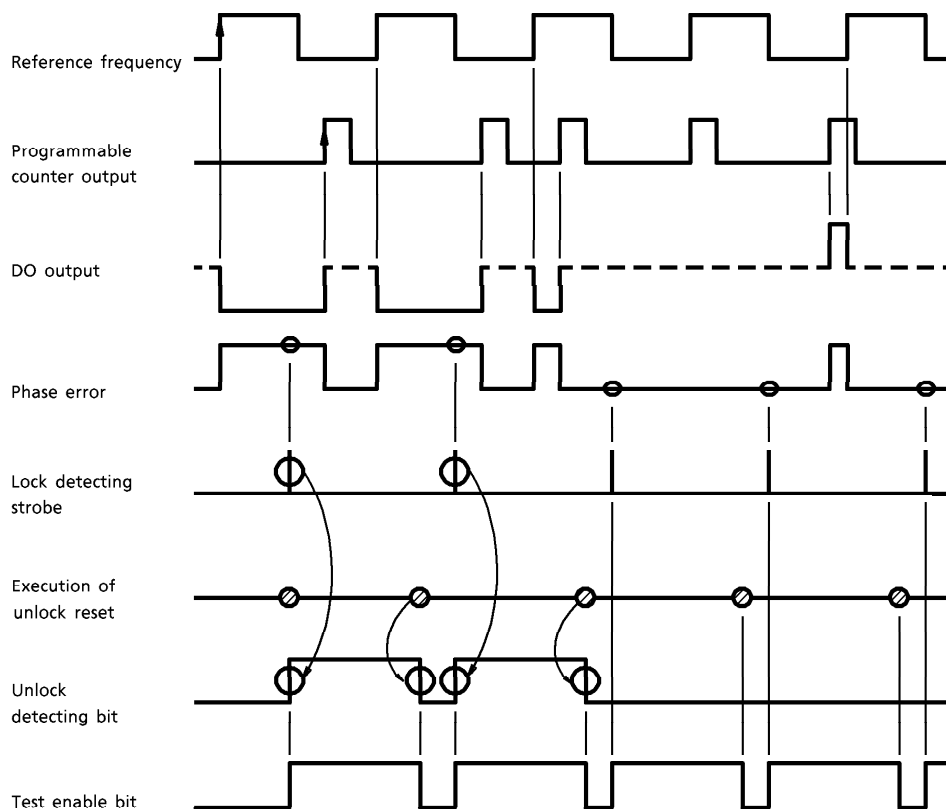 Reference frequency
Programmable
counter output
DO output
Phase error
Lock detecting
strobe
Execution of
unlock reset
Unlock
detecting bit
Test enable bit